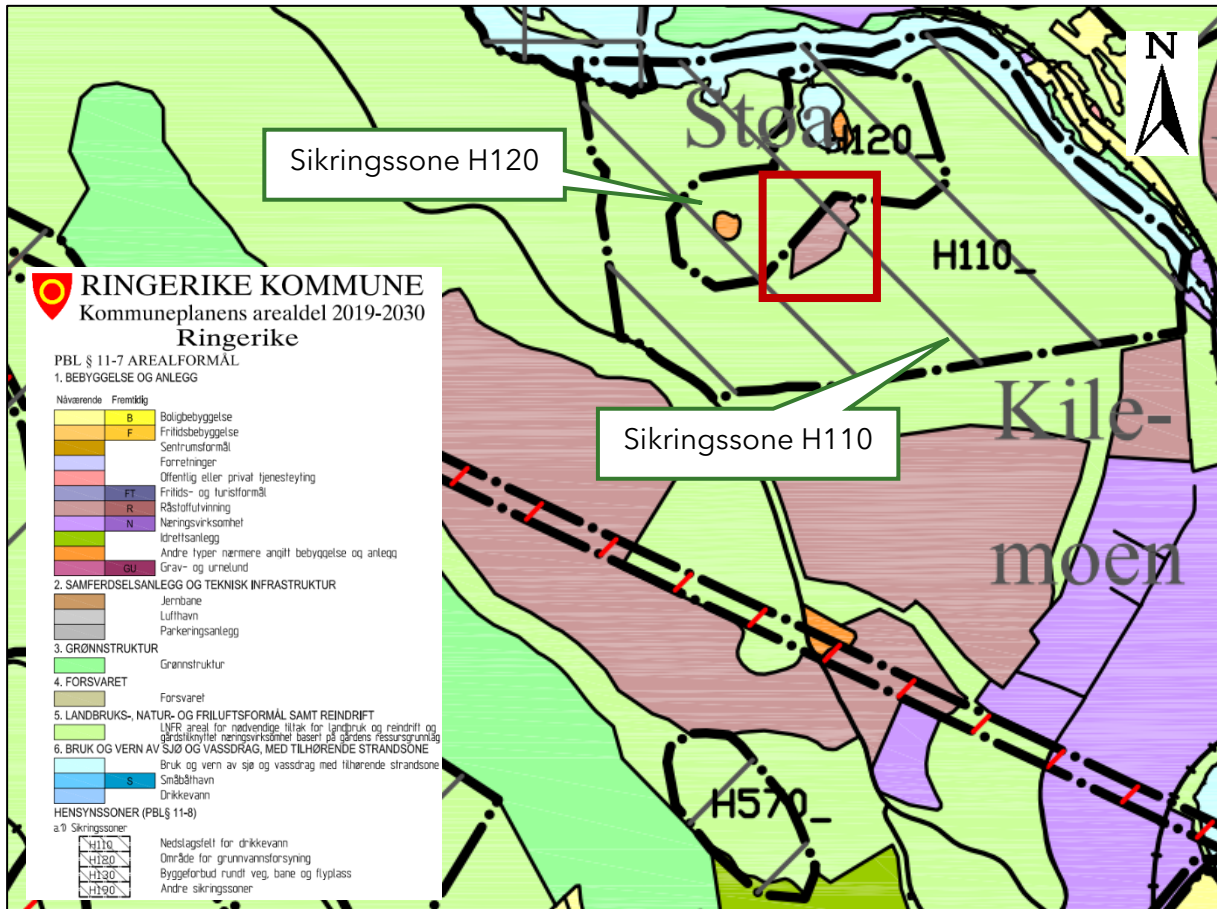 N
Støa
H120_
Sikringssone H120
H110_
Sikringssone H110
Kile-
moen
H570_
RINGERIKE KOMMUNE
Kommuneplanens arealdel 2019-2030
Ringerike
PBL § 11-7 AREALFORMÅL
1. BEBYGGELSE OG ANLEGG
Nåværende Fremtidig
B Boligbebyggelse
F Fritidsbebyggelse
Sentrumsformål
Forretninger
Offentlig eller privat tjenesteyting
FT Fritids- og turistformål
R Råstoffutvinning
N Næringsvirksomhet
Idrettsanlegg
Andre typer nærmere angitt bebyggelse og anlegg
GU Grav- og urnelund
2. SAMFERDSELSANLEGG OG TEKNISK INFRASTRUKTUR
Jernbane
Lufthavn
Parkeringsanlegg
3. GRØNNSTRUKTUR
Grønnstruktur
4. FORSVARET
Forsvaret
5. LANDBRUKS-, NATUR- OG FRILUFTSFORMÅL SAMT REINDRIFT
LNFR areal for nødvendige tiltak for landbruk og reindrift og
gårdstilknyttet næringsvirksomhet basert på gårdens ressursgrunnlag
6. BRUK OG VERN AV SJØ OG VASSDRAG, MED TILHØRENDE STRANDSONE
Bruk og vern av sjø og vassdrag med tilhørende strandsone
S Småbåthavn
Drikkevann
HENSYNSSONER (PBL§ 11-8)
a.1) Sikringssoner
H110 Nedslagsfelt for drikkevann
H120 Område for grunnvannsforsyning
H130 Byggeforbud rundt veg, bane og flyplass
H190 Andre sikringssoner